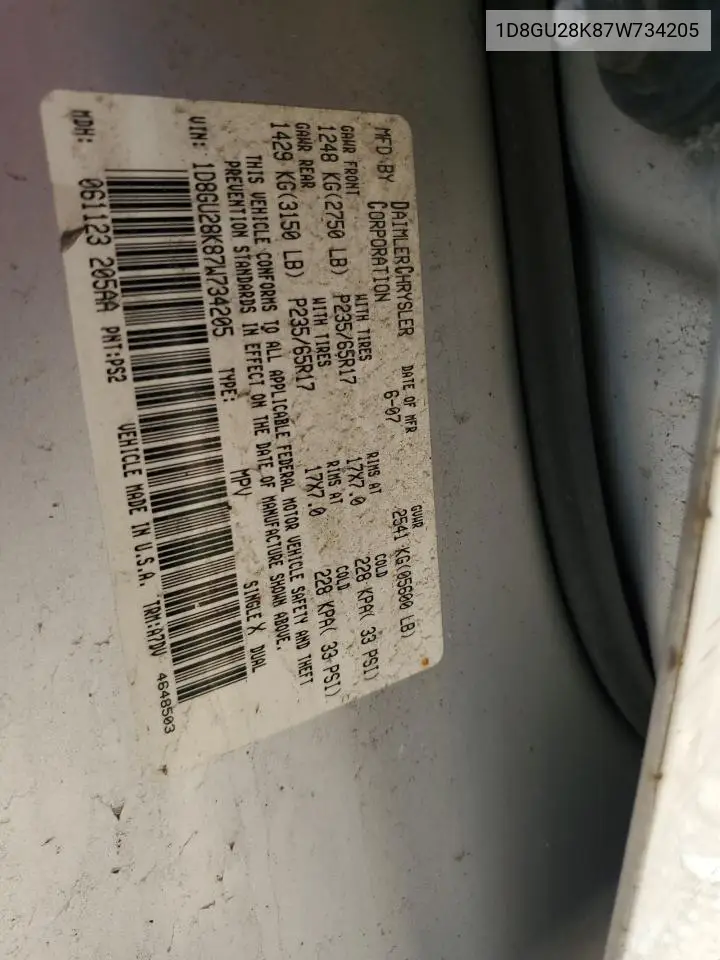 1D8GU28K87W734205
MFD BY DAIMLERCHRYSLER CORPORATION DATE OF MFR 6-07 GVWR 2541 KG(05600 LB)
GAWR FRONT WITH TIRES RIMS AT COLD
1248 KG(2750 LB) P235/65R17 17X7.0 228 KPA( 33 PSI)
GAWR REAR WITH TIRES RIMS AT COLD
1429 KG(3150 LB) P235/65R17 17X7.0 228 KPA( 33 PSI)
THIS VEHICLE CONFORMS TO ALL APPLICABLE FEDERAL MOTOR VEHICLE SAFETY AND THEFT
PREVENTION STANDARDS IN EFFECT ON THE DATE OF MANUFACTURE SHOWN ABOVE.
VIN: 1D8GU28K87W734205 TYPE: MPV SINGLE X DUAL
MDH: 061123 205AA PNT:PS2 VEHICLE MADE IN U.S.A. TRM:A7DV 4648503